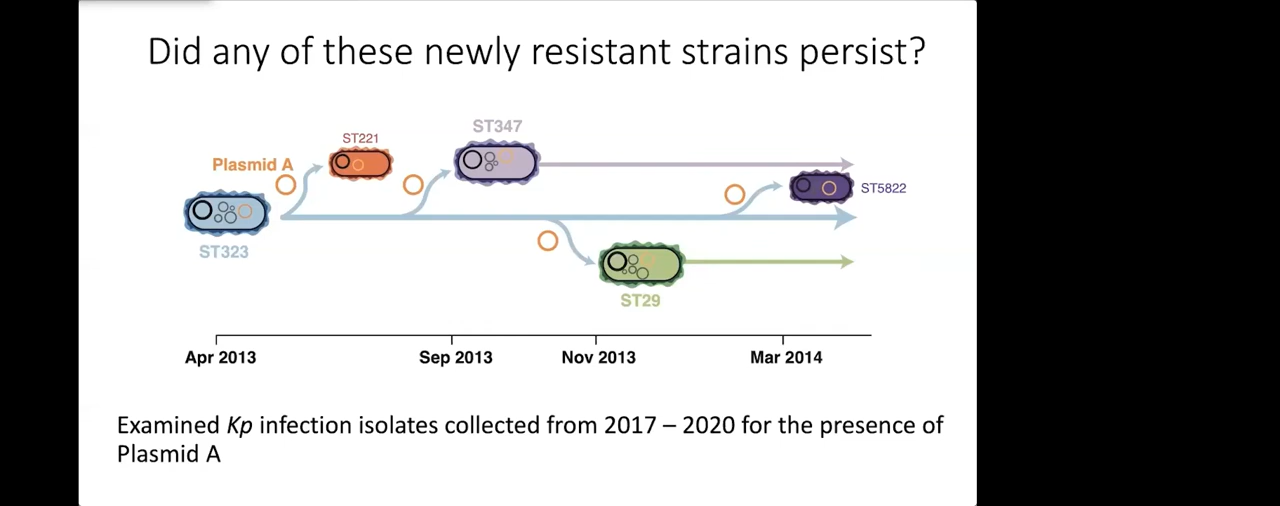 Did any of these newly resistant strains persist?
ST347
ST221
Plasmid A
ST5822
ST323
ST29
Apr 2013
Sep 2013
Nov 2013
Mar 2014
Examined Kp infection isolates collected from 2017 – 2020 for the presence of
Plasmid A